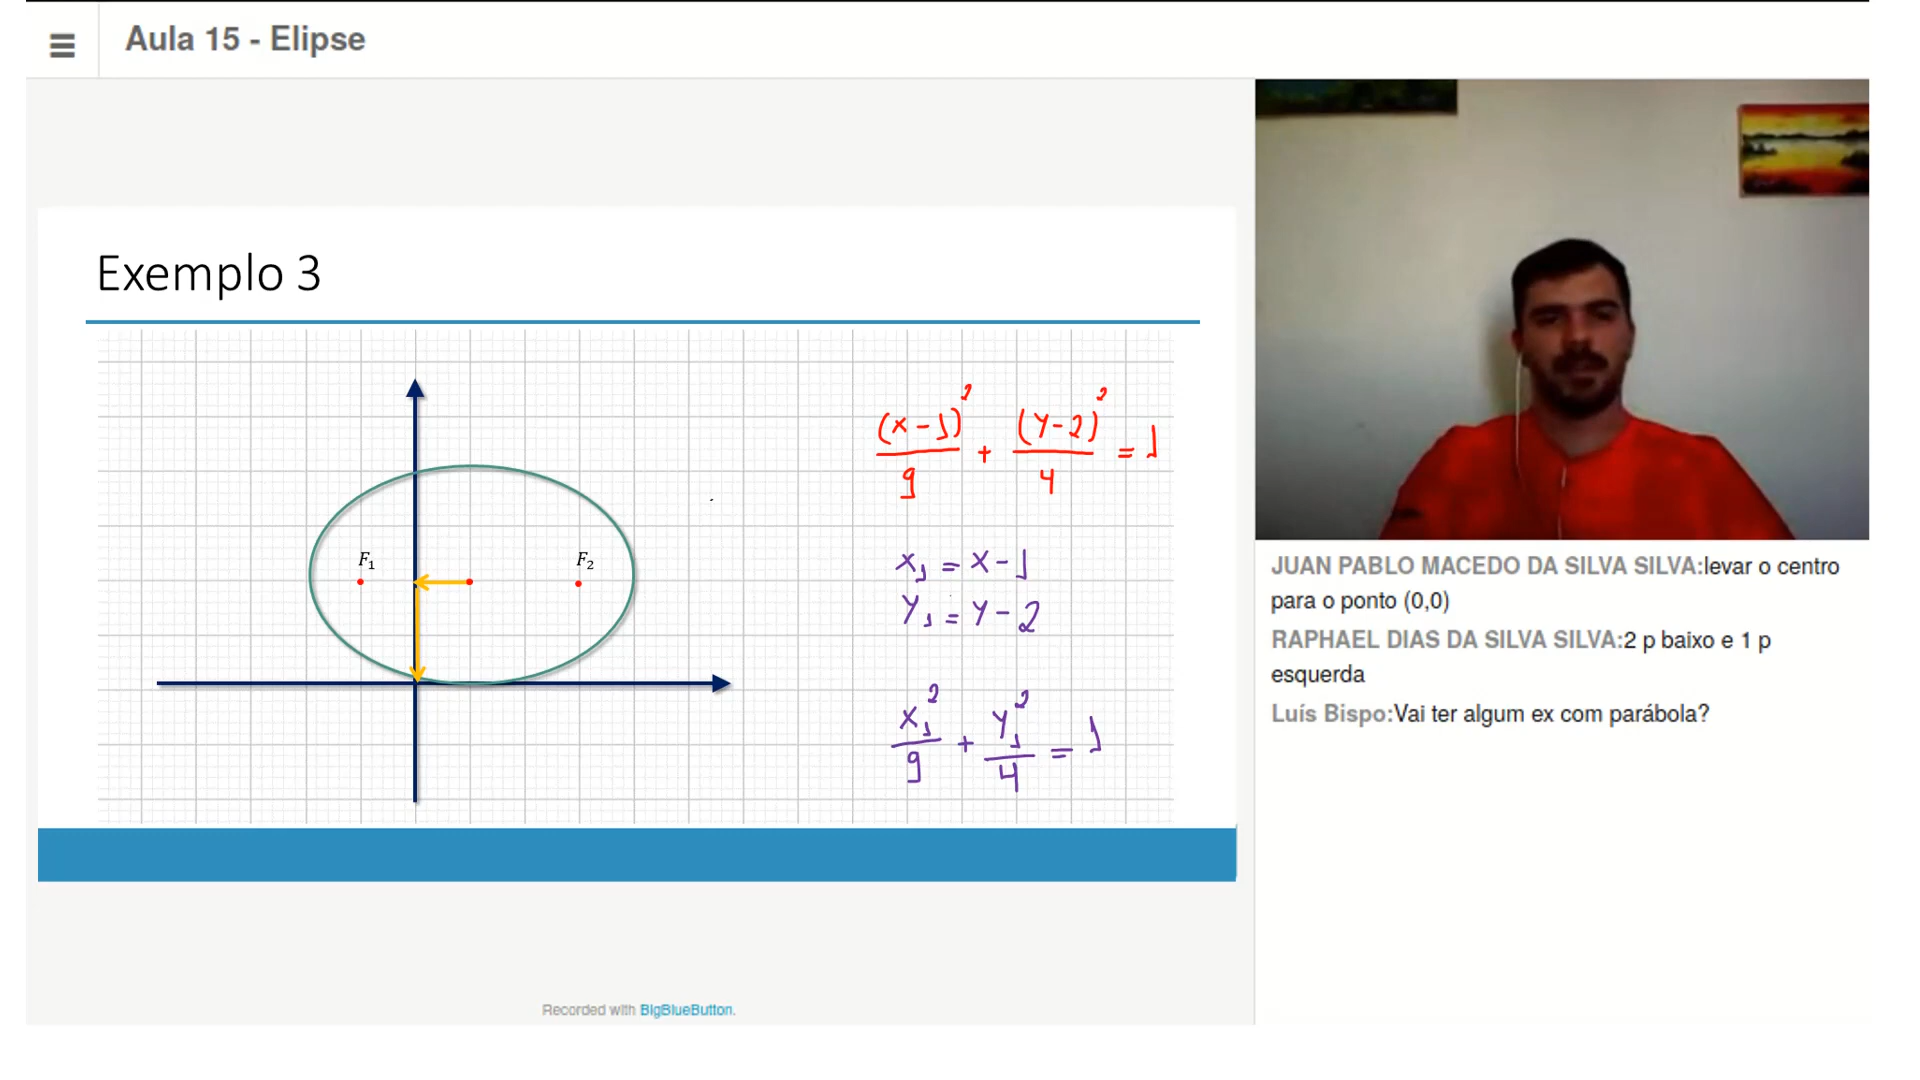 Aula 15 - Elipse
Exemplo 3
F₁
F₂
(x-1)²/9 + (y-2)²/4 = 1
x₁ = x - 1
y₁ = y - 2
x₁²/9 + y₁²/4 = 1
JUAN PABLO MACEDO DA SILVA SILVA:levar o centro
para o ponto (0,0)
RAPHAEL DIAS DA SILVA SILVA:2 p baixo e 1 p
esquerda
Luís Bispo:Vai ter algum ex com parábola?
Recorded with BigBlueButton.